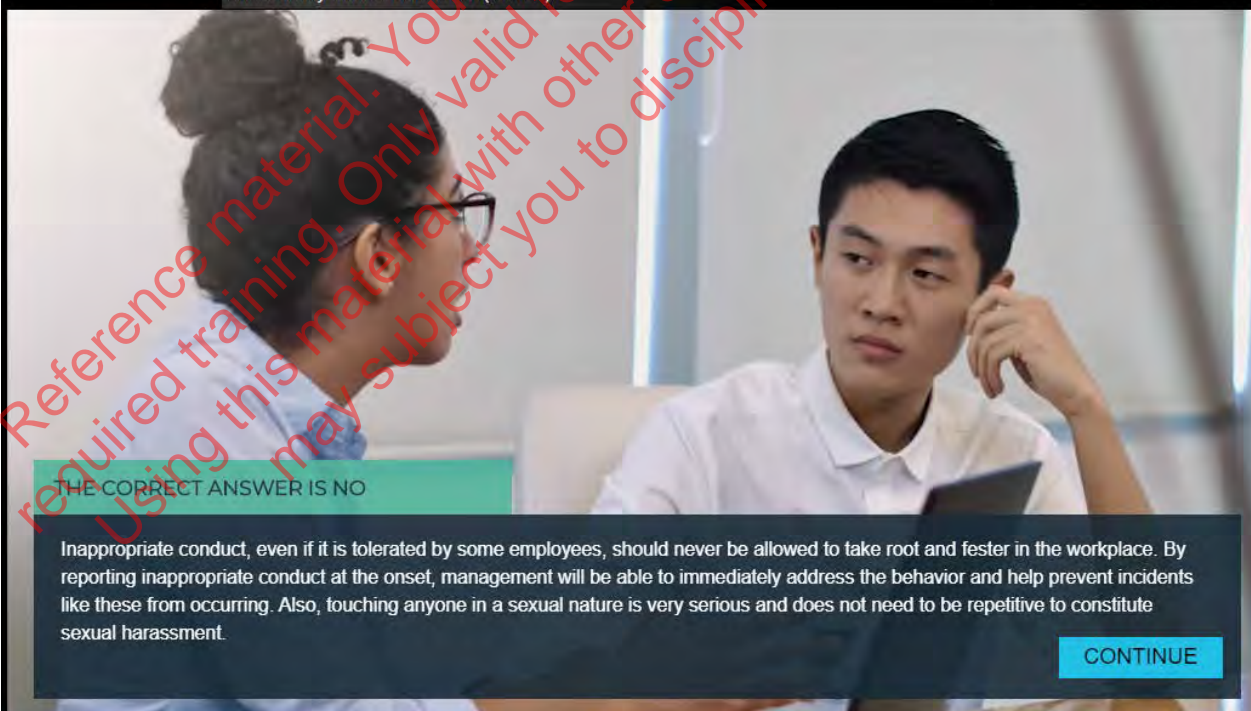 Reference material. You
required training. Only valid
Using this material with other
may subject you to discipl
THE CORRECT ANSWER IS NO
Inappropriate conduct, even if it is tolerated by some employees, should never be allowed to take root and fester in the workplace. By
reporting inappropriate conduct at the onset, management will be able to immediately address the behavior and help prevent incidents
like these from occurring. Also, touching anyone in a sexual nature is very serious and does not need to be repetitive to constitute
sexual harassment.
CONTINUE